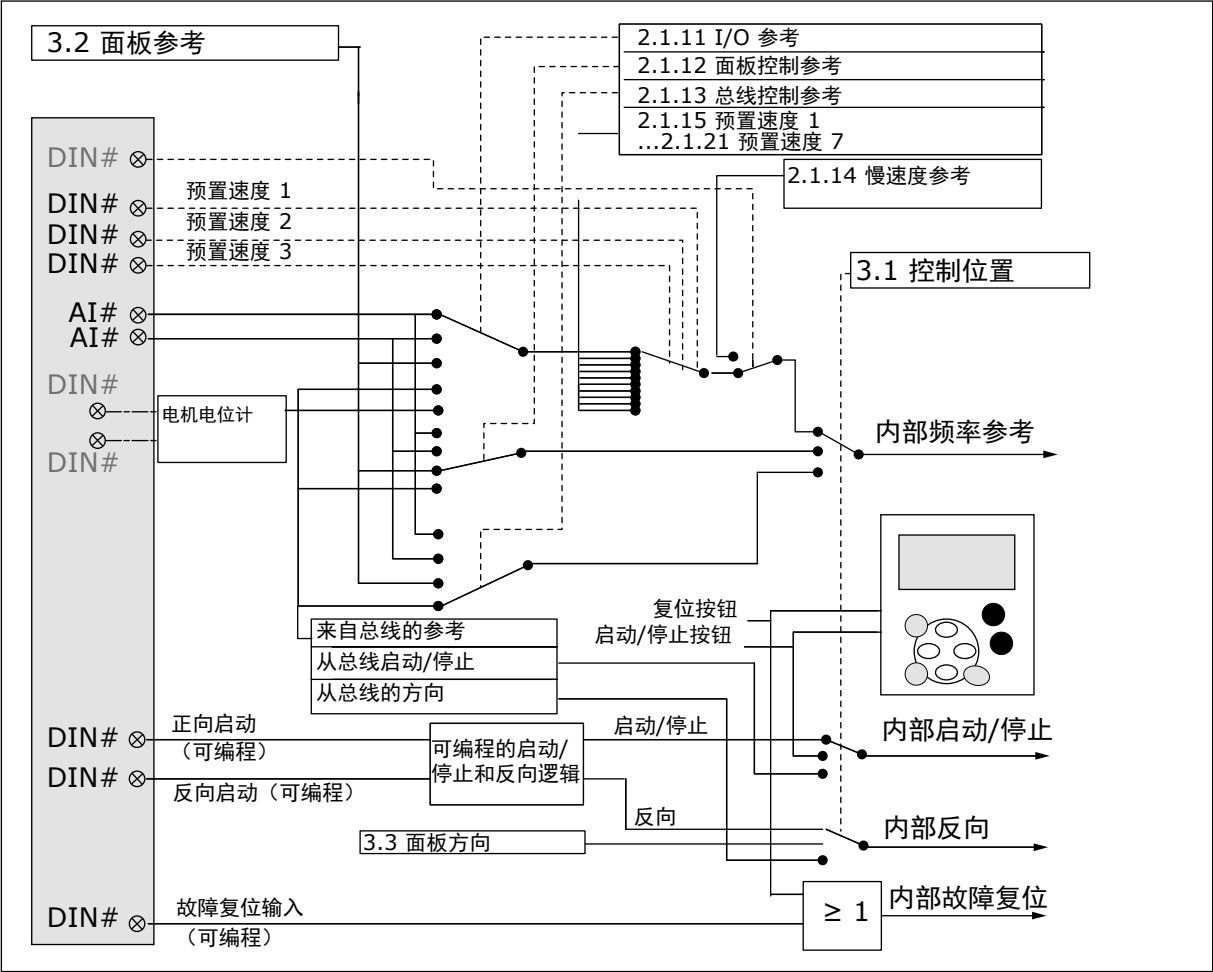 3.2 面板参考
2.1.11 I/O 参考
2.1.12 面板控制参考
2.1.13 总线控制参考
2.1.15 预置速度 1
...2.1.21 预置速度 7
2.1.14 慢速度参考
DIN#
预置速度 1
DIN#
预置速度 2
DIN#
预置速度 3
DIN#
3.1 控制位置
AI#
AI#
DIN#
电机电位计
DIN#
内部频率参考
复位按钮
启动/停止按钮
来自总线的参考
从总线启动/停止
从总线的方向
DIN#
正向启动
（可编程）
DIN#
反向启动（可编程）
可编程的启动/
停止和反向逻辑
启动/停止
内部启动/停止
反向
3.3 面板方向
内部反向
DIN#
故障复位输入
（可编程）
≥ 1
内部故障复位